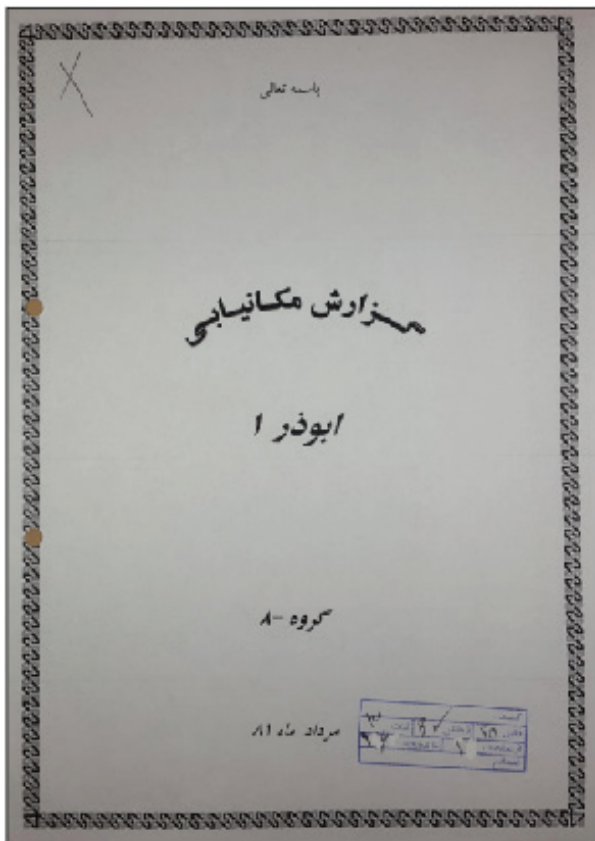 باسمه تعالی
گزارش مکانیابی
ابوذر ۱
گروه -۸
مرداد ماه ۸۱